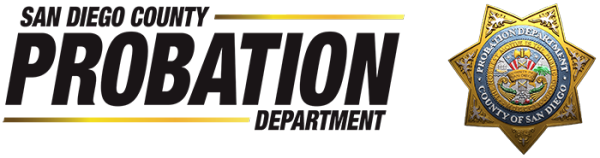 SAN DIEGO COUNTY
PROBATION
DEPARTMENT
PROBATION DEPARTMENT
COUNTY OF SAN DIEGO